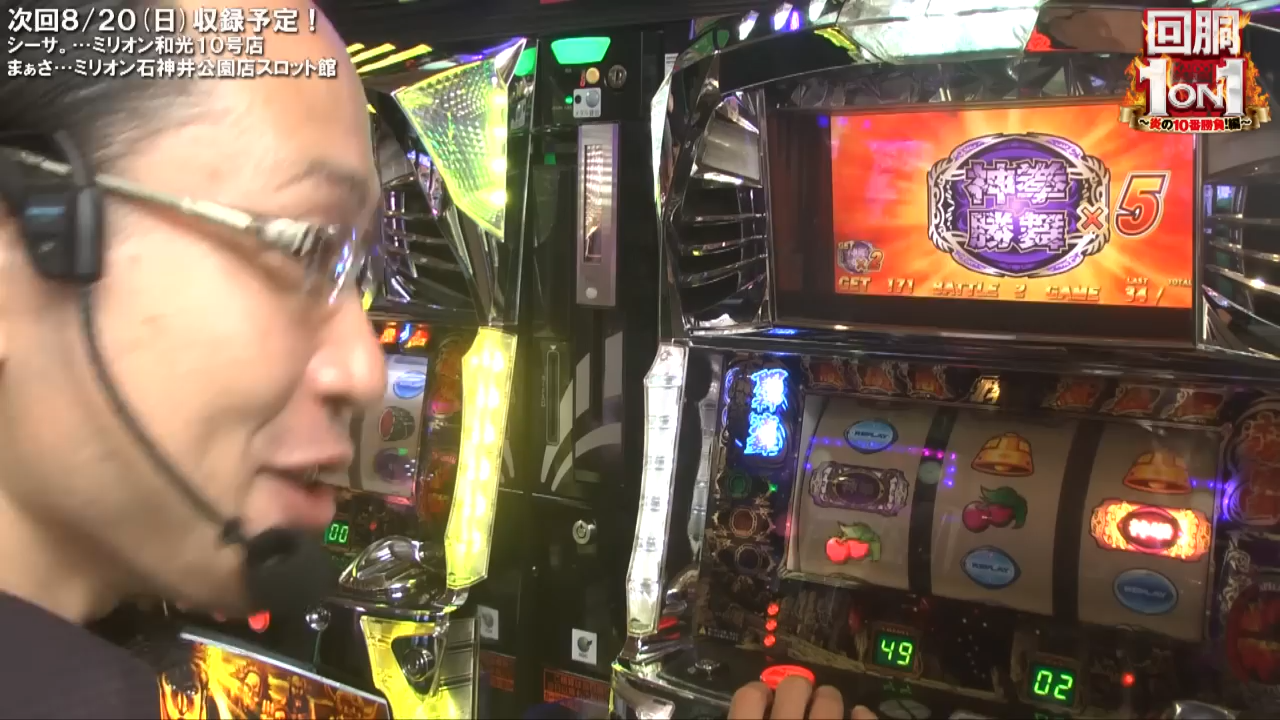 次回8/20(日)収録予定！
シーサ。…ミリオン和光10号店
まぁさ…ミリオン石神井公園店スロット館
回胴
1ON1
～炎の10番勝負!編～
神拳
勝舞
×5
GET 171 BATTLE 2 GAME 34/
LAST
TOTAL
REPLAY
REPLAY
REPLAY
00
49
02